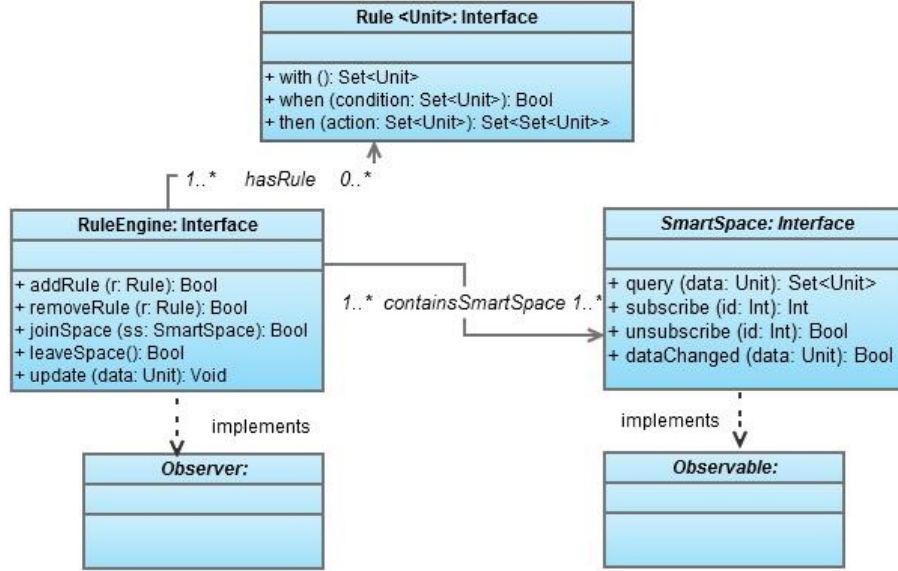 Rule <Unit>: Interface
+ with (): Set<Unit>
+ when (condition: Set<Unit>): Bool
+ then (action: Set<Unit>): Set<Set<Unit>>
1..* hasRule 0..*
RuleEngine: Interface
+ addRule (r: Rule): Bool
+ removeRule (r: Rule): Bool
+ joinSpace (ss: SmartSpace): Bool
+ leaveSpace(): Bool
+ update (data: Unit): Void
1..* containsSmartSpace 1..*
SmartSpace: Interface
+ query (data: Unit): Set<Unit>
+ subscribe (id: Int): Int
+ unsubscribe (id: Int): Bool
+ dataChanged (data: Unit): Bool
implements
implements
Observer:
Observable: